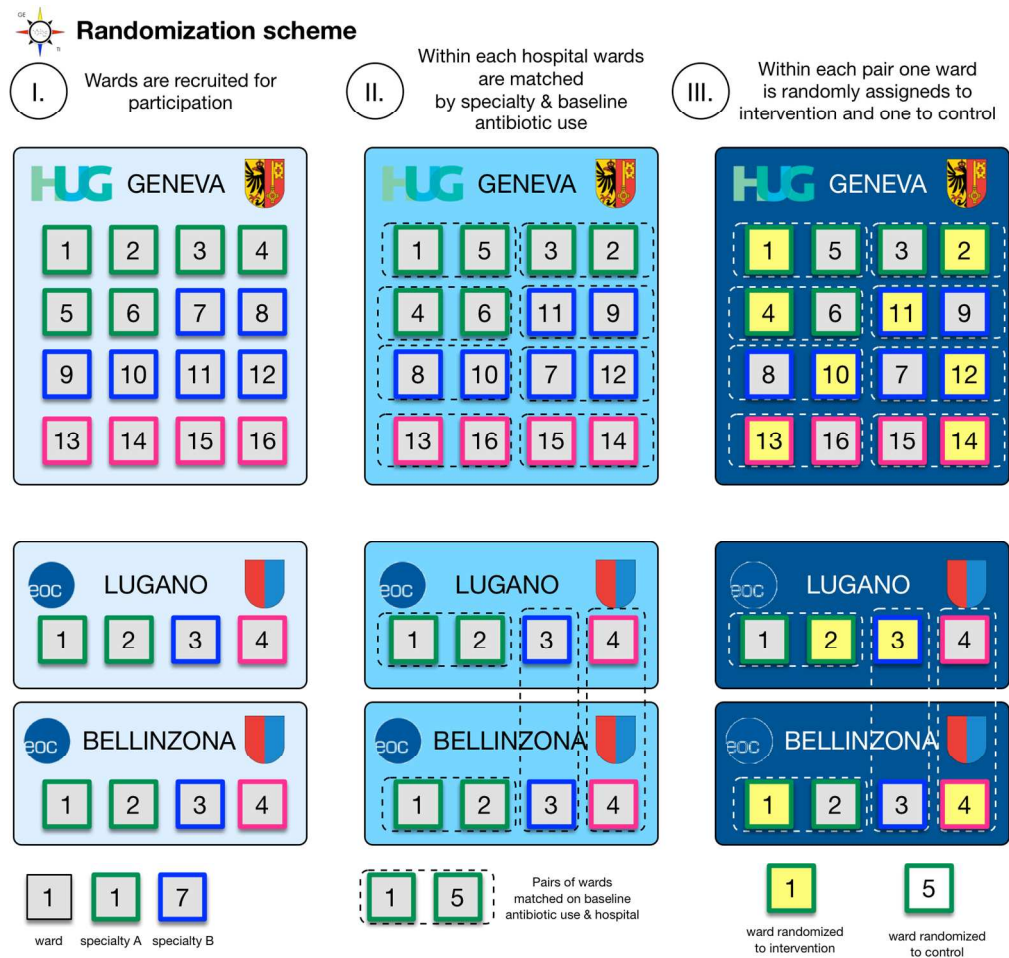 GE
TI
Randomization scheme
I.
Wards are recruited for
participation
II.
Within each hospital wards
are matched
by specialty & baseline
antibiotic use
III.
Within each pair one ward
is randomly assigneds to
intervention and one to control
HUG GENEVA
1 2 3 4
5 6 7 8
9 10 11 12
13 14 15 16
HUG GENEVA
1 5 3 2
4 6 11 9
8 10 7 12
13 16 15 14
HUG GENEVA
1 5 3 2
4 6 11 9
8 10 7 12
13 16 15 14
eoc LUGANO
1 2 3 4
eoc LUGANO
1 2 3 4
eoc LUGANO
1 2 3 4
eoc BELLINZONA
1 2 3 4
eoc BELLINZONA
1 2 3 4
eoc BELLINZONA
1 2 3 4
1 1 7
ward specialty A specialty B
1 5
Pairs of wards
matched on baseline
antibiotic use & hospital
1 5
ward randomized
to intervention
ward randomized
to control